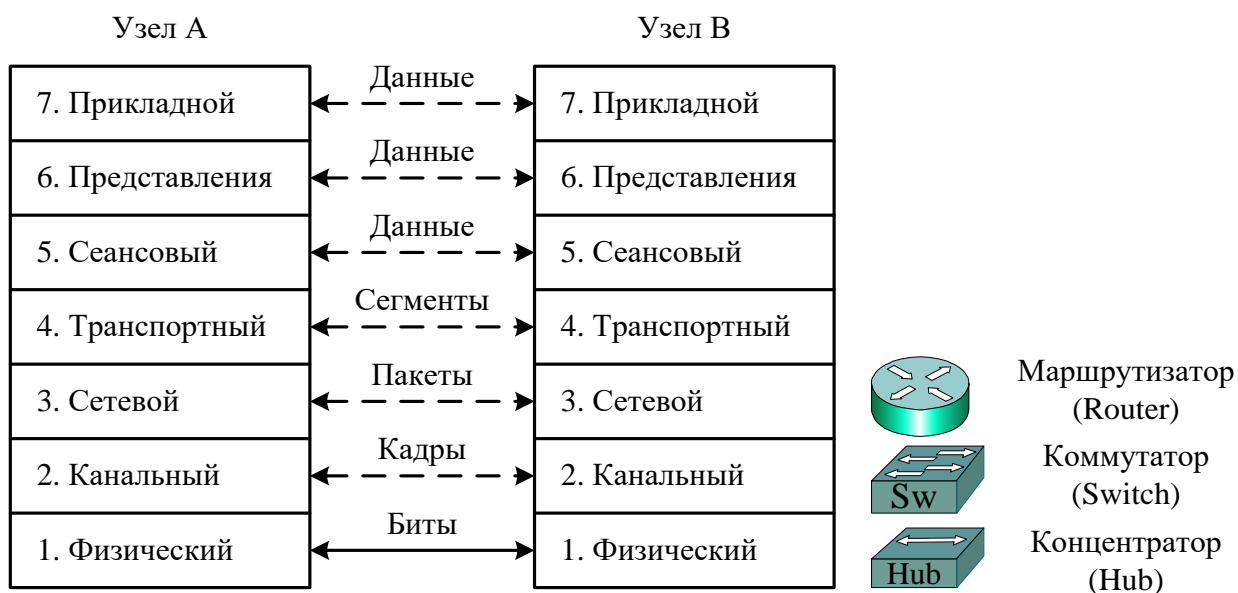 Узел A
Узел B
7. Прикладной
Данные
7. Прикладной
6. Представления
Данные
6. Представления
5. Сеансовый
Данные
5. Сеансовый
4. Транспортный
Сегменты
4. Транспортный
3. Сетевой
Пакеты
3. Сетевой
Маршрутизатор
(Router)
2. Канальный
Кадры
2. Канальный
Sw
Коммутатор
(Switch)
1. Физический
Биты
1. Физический
Hub
Концентратор
(Hub)